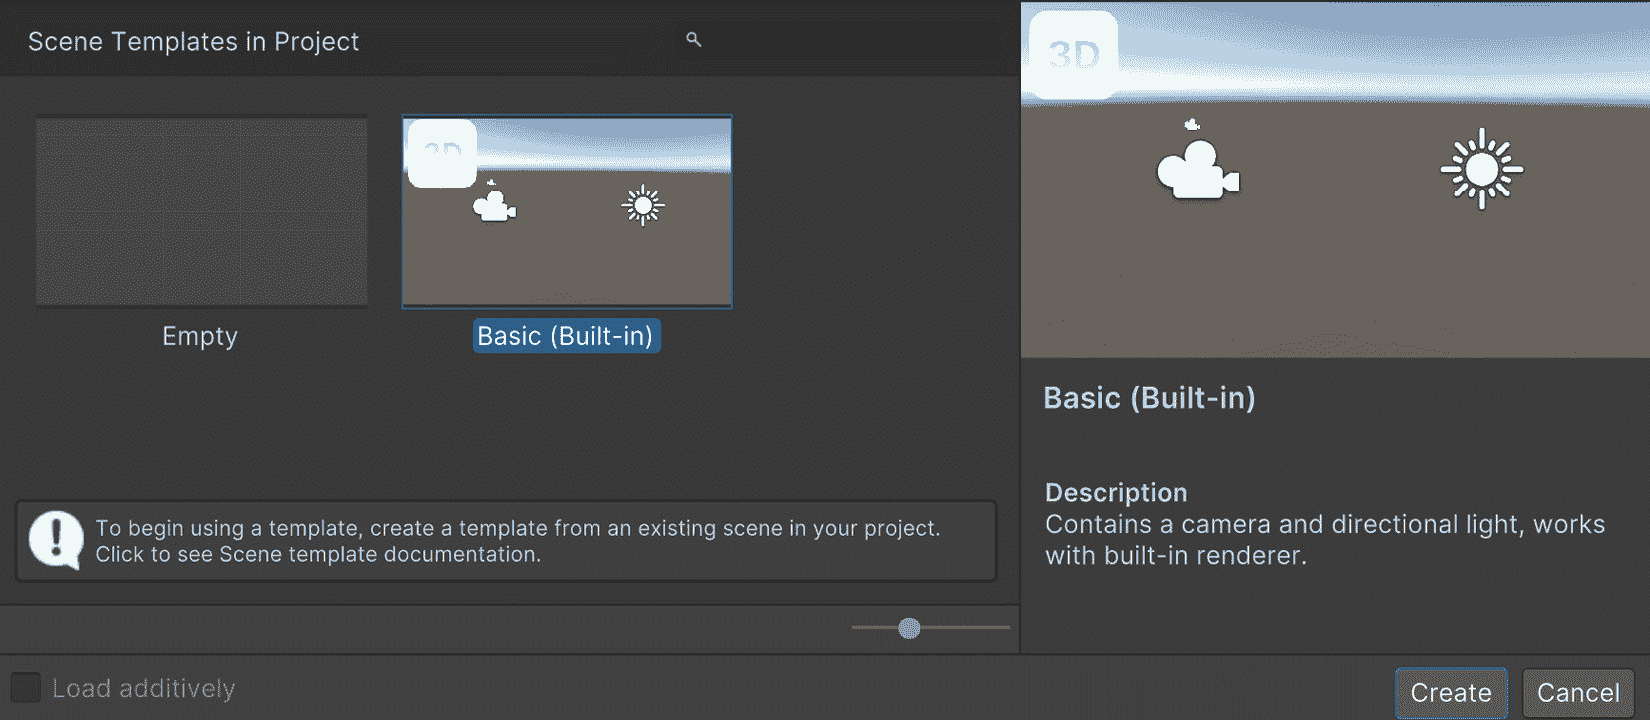 Scene Templates in Project
3D
3D
Empty
Basic (Built-in)
Basic (Built-in)
Description
Contains a camera and directional light, works
with built-in renderer.
To begin using a template, create a template from an existing scene in your project.
Click to see Scene template documentation.
Load additively
Create
Cancel